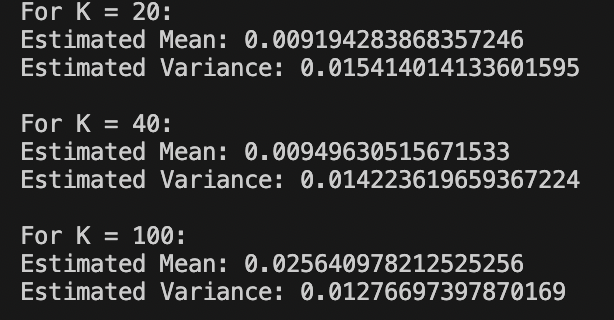 For K = 20:
Estimated Mean: 0.009194283868357246
Estimated Variance: 0.015414014133601595
For K = 40:
Estimated Mean: 0.00949630515671533
Estimated Variance: 0.014223619659367224
For K = 100:
Estimated Mean: 0.025640978212525256
Estimated Variance: 0.01276697397870169